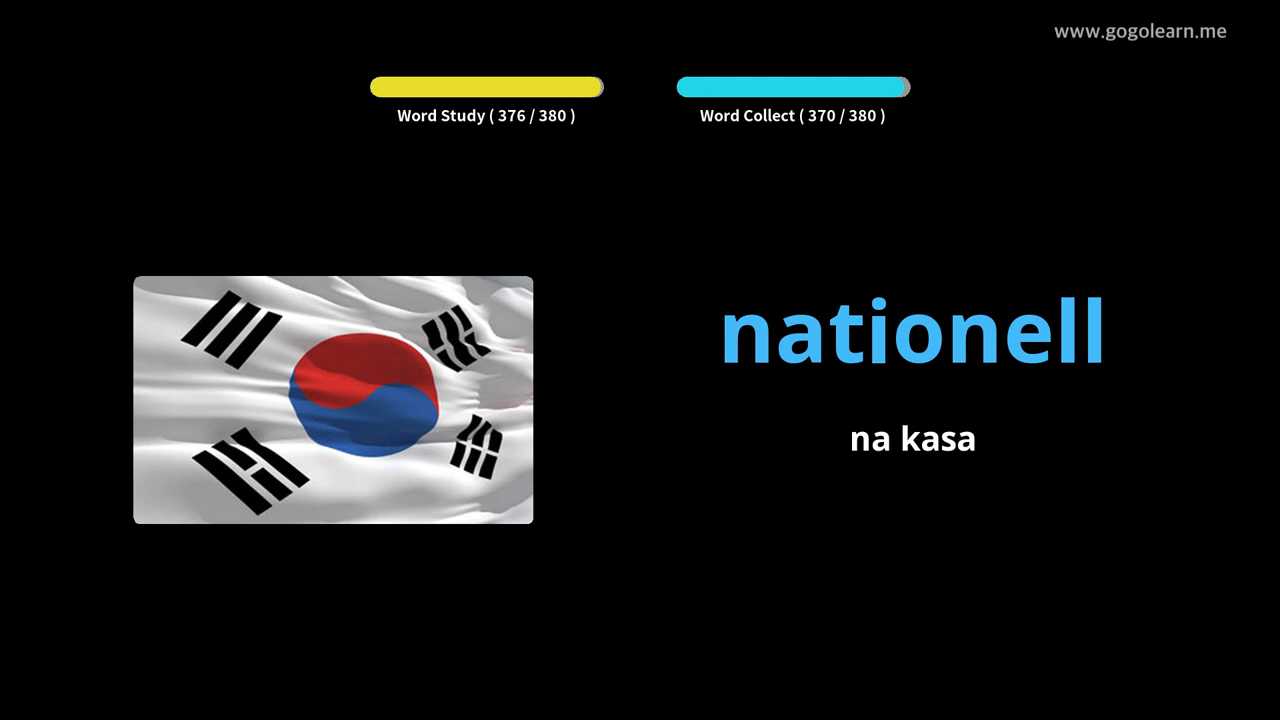 www.gogolearn.me
Word Study ( 376 / 380 )
Word Collect ( 370 / 380 )
nationell
na kasa